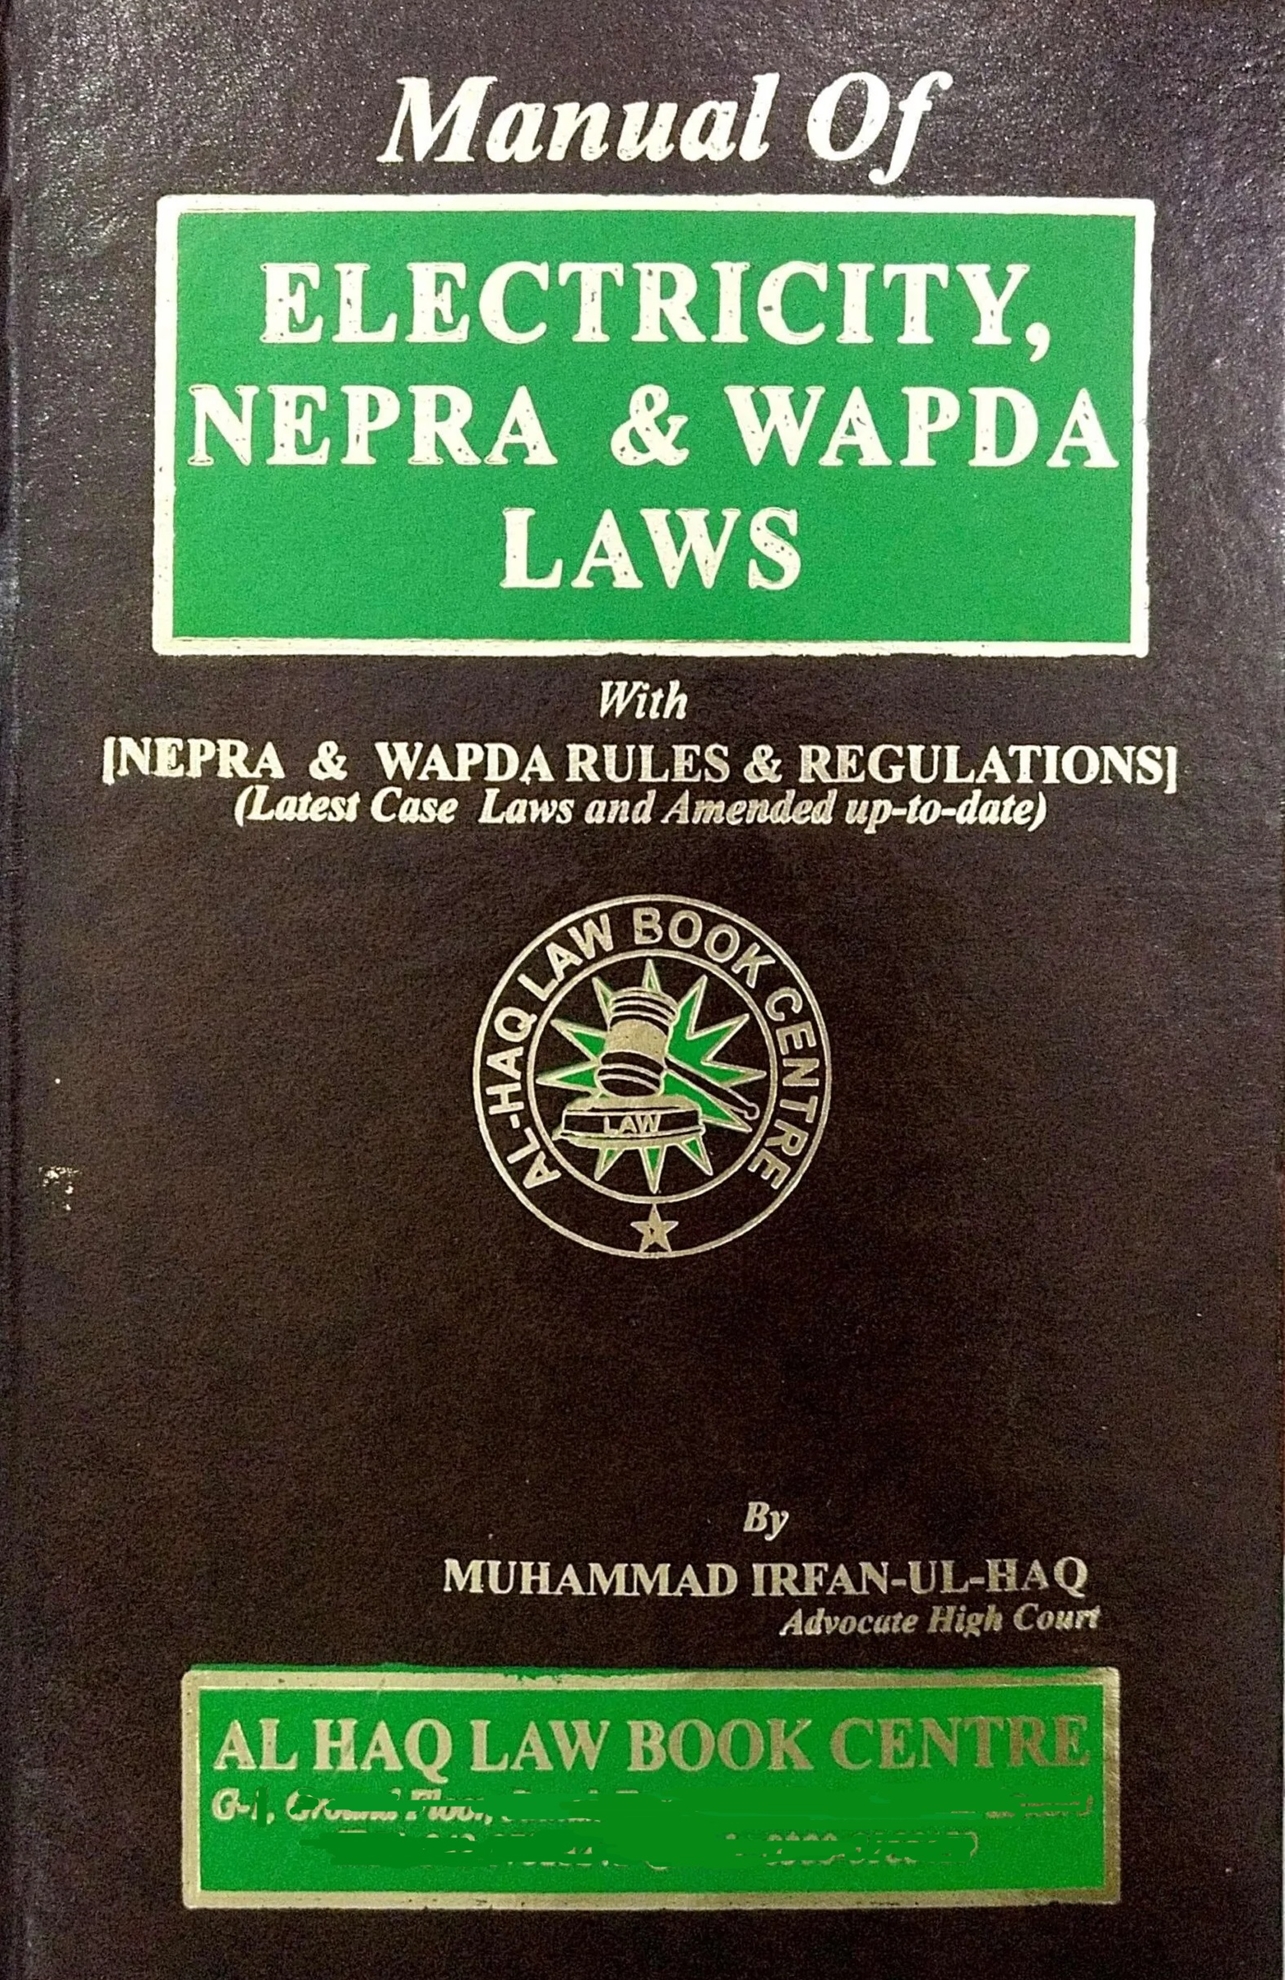 Manual Of
ELECTRICITY,
NEPRA & WAPDA
LAWS
With
[NEPRA & WAPDA RULES & REGULATIONS]
(Latest Case Laws and Amended up-to-date)
AL-HAQ LAW BOOK CENTRE
LAW
By
MUHAMMAD IRFAN-UL-HAQ
Advocate High Court
AL HAQ LAW BOOK CENTRE
Ground Floor,